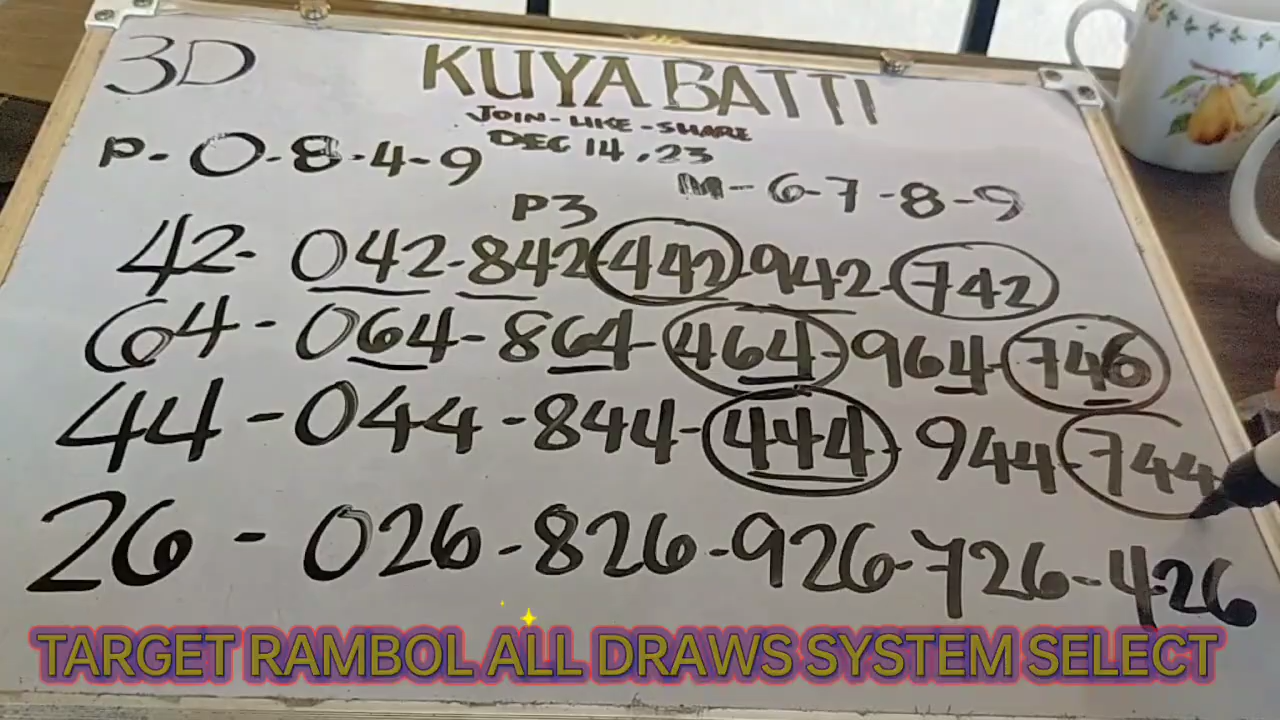 3D
KUYA BATTI
JOIN-LIKE-SHARE
DEC 14, 23
P-0-8-4-9
M-6-7-8-9
P3
42-042-842-442-942-742
64-064-864-464-964-746
44-044-844-444-944-744
26-026-826-926-726-426
TARGET RAMBOL ALL DRAWS SYSTEM SELECT